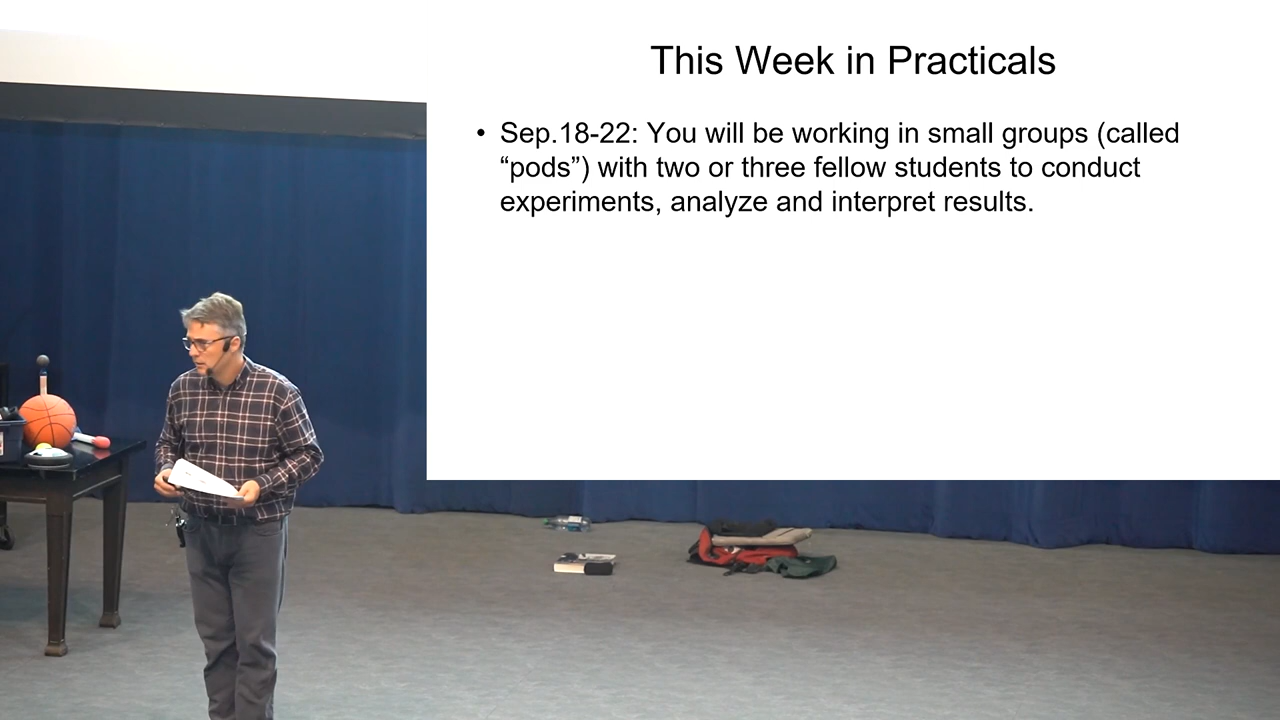 This Week in Practicals
• Sep.18-22: You will be working in small groups (called
“pods”) with two or three fellow students to conduct
experiments, analyze and interpret results.